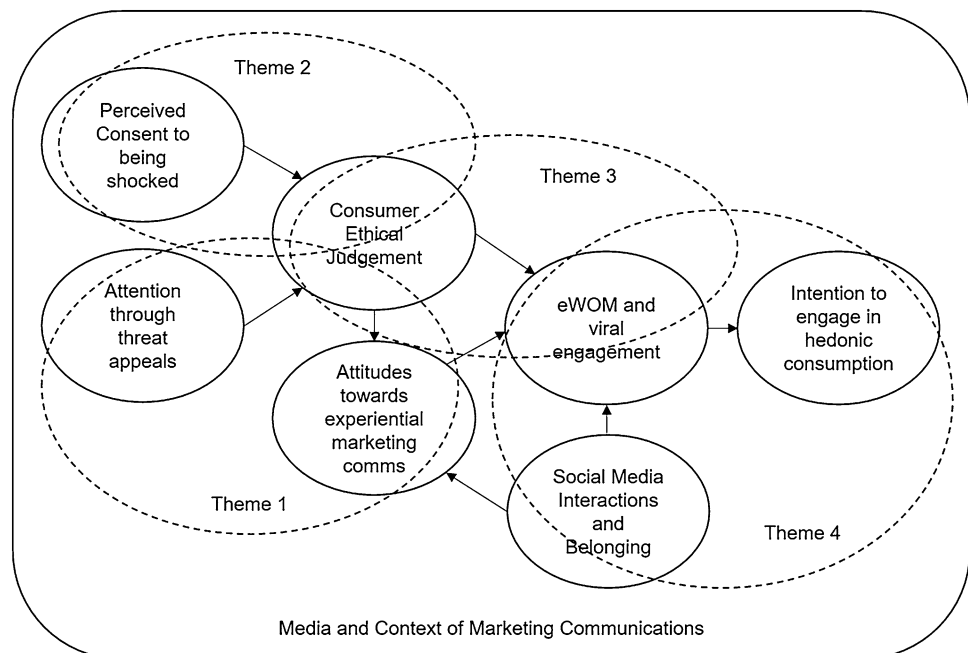 Theme 2
Perceived
Consent to
being
shocked
Theme 3
Consumer
Ethical
Judgement
Attention
through
threat
appeals
eWOM and
viral
engagement
Intention to
engage in
hedonic
consumption
Attitudes
towards
experiential
marketing
comms
Theme 1
Social Media
Interactions
and
Belonging
Theme 4
Media and Context of Marketing Communications